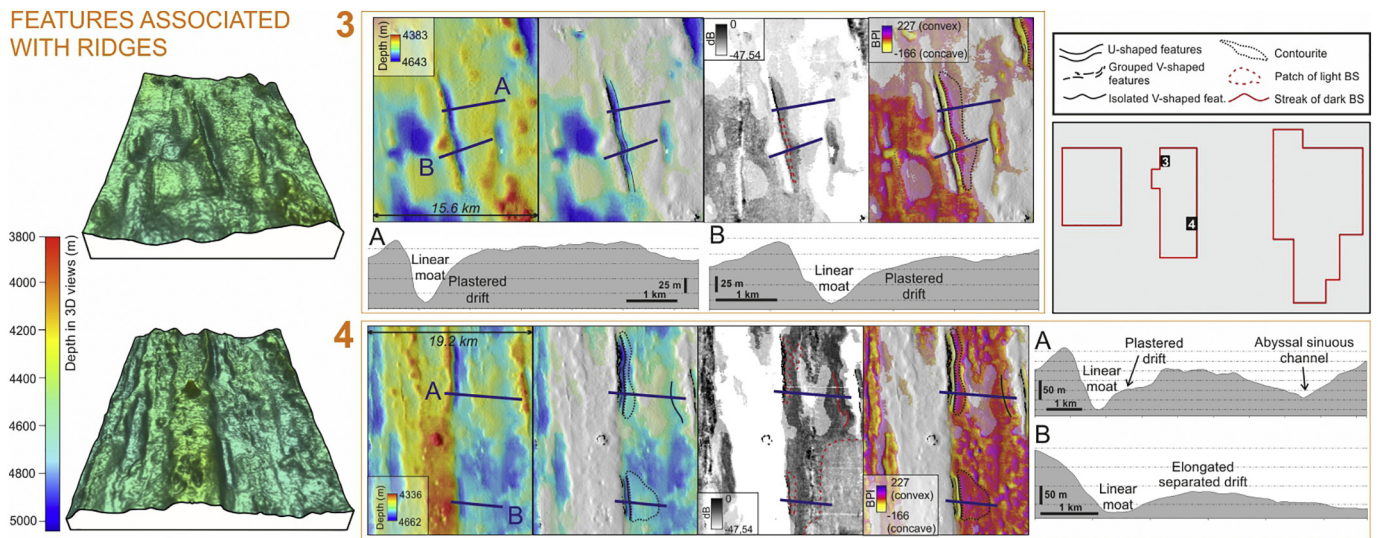 FEATURES ASSOCIATED
WITH RIDGES
3800
4000
4200
4400
4600
4800
5000
Depth in 3D views (m)
3
Depth (m)
4383
4643
A
B
15.6 km
0
dB
-47.54
BPI
227 (convex)
-166 (concave)
A
Linear
moat
Plastered
drift
25 m
1 km
B
25 m
1 km
Linear
moat
Plastered
drift
U-shaped features
Grouped V-shaped
features
Isolated V-shaped feat.
Contourite
Patch of light BS
Streak of dark BS
3
4
4
19.2 km
A
B
Depth (m)
4336
4662
0
dB
-47,54
BPI
227
(convex)
-166
(concave)
A
Linear
moat
Plastered
drift
Abyssal sinuous
channel
50 m
1 km
B
50 m
1 km
Linear
moat
Elongated
separated drift